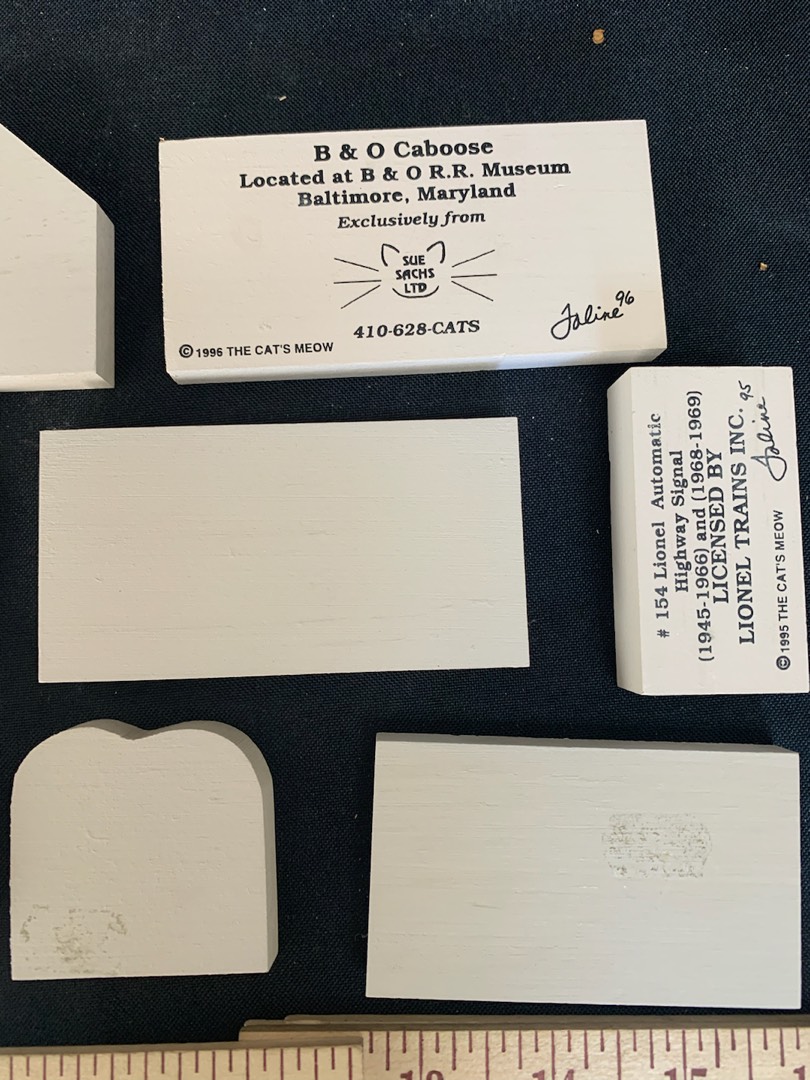 B & O Caboose
Located at B & O R.R. Museum
Baltimore, Maryland
Exclusively from
SUE
SACHS
LTD
410-628-CATS
Faline 96
© 1996 THE CAT'S MEOW
# 154 Lionel Automatic
Highway Signal
(1945-1966) and (1968-1969)
LICENSED BY
LIONEL TRAINS INC.
Faline 95
© 1995 THE CAT'S MEOW
14
15